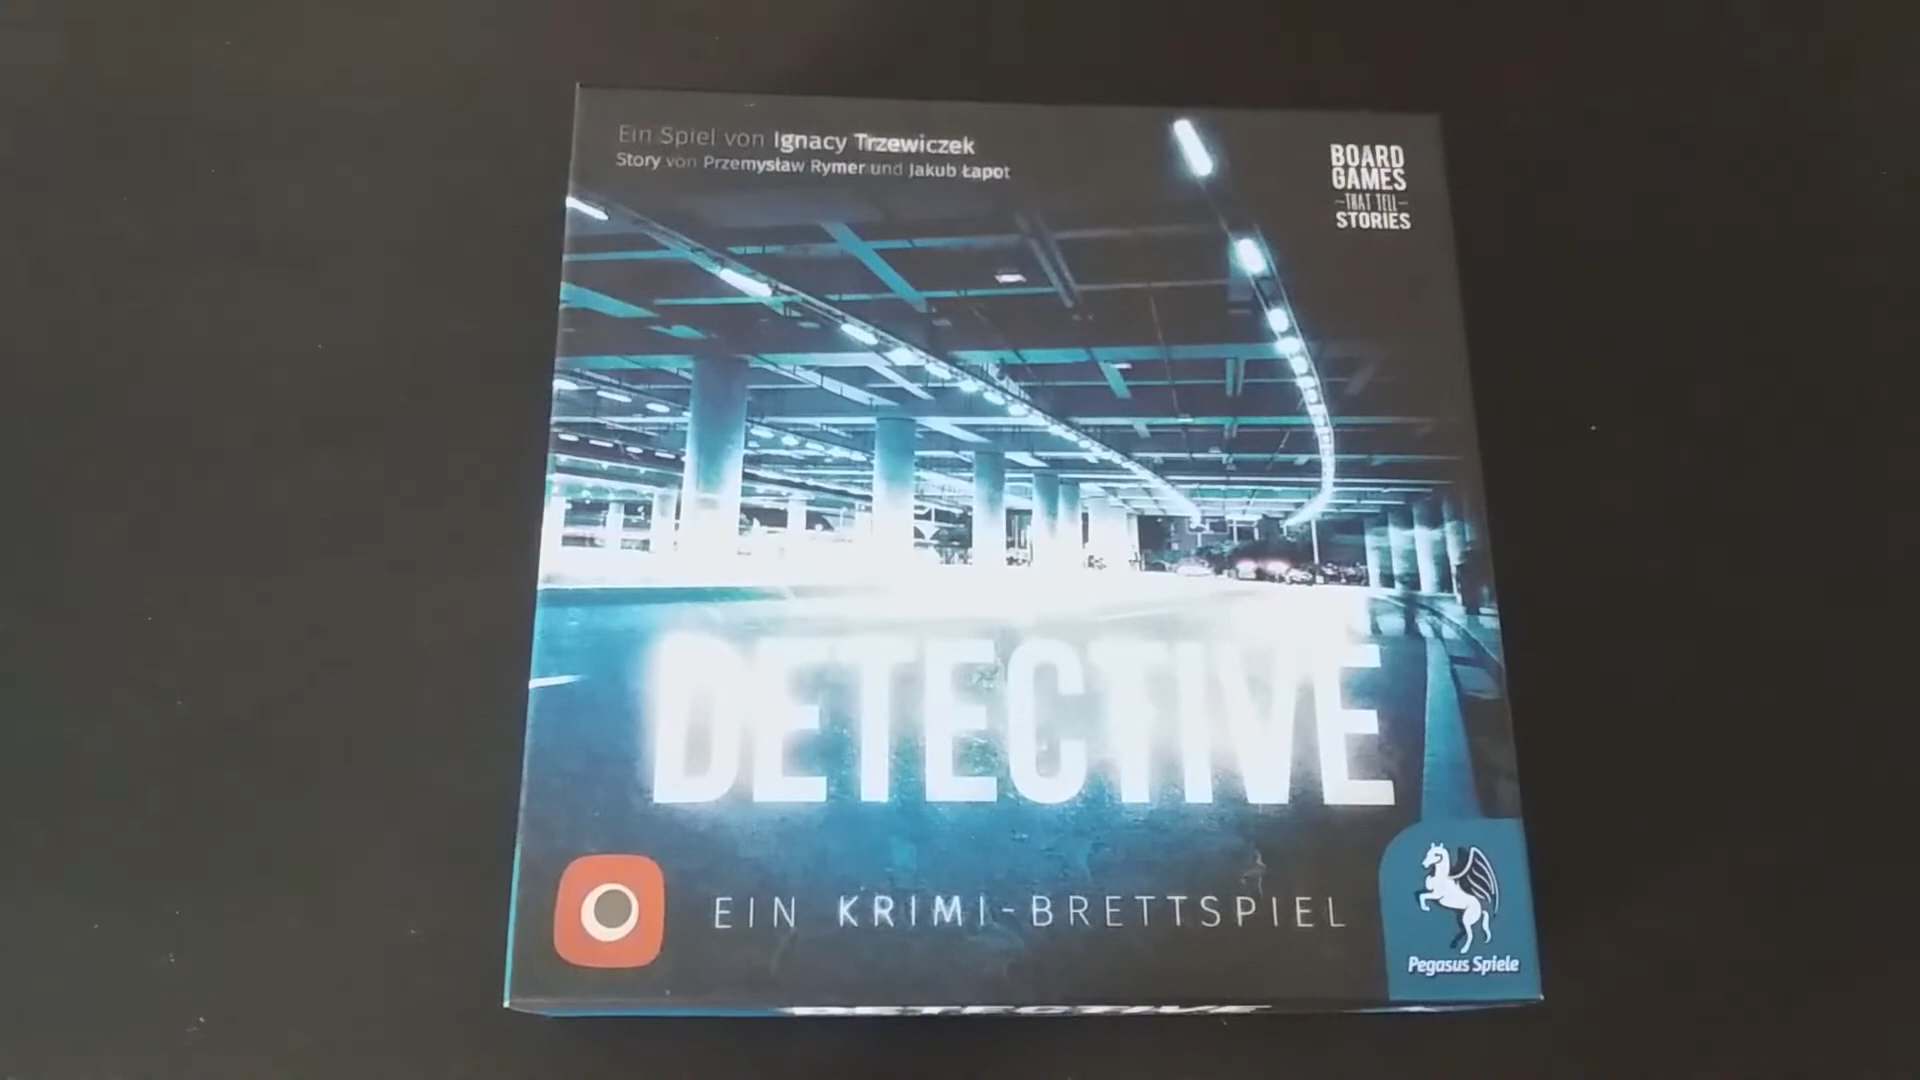 Ein Spiel von Ignacy Trzewiczek
Story von Przemysław Rymer und Jakub Łapot
BOARD
GAMES
THAT TELL
STORIES
DETECTIVE
EIN KRIMI-BRETTSPIEL
Pegasus Spiele
DETECTIVE